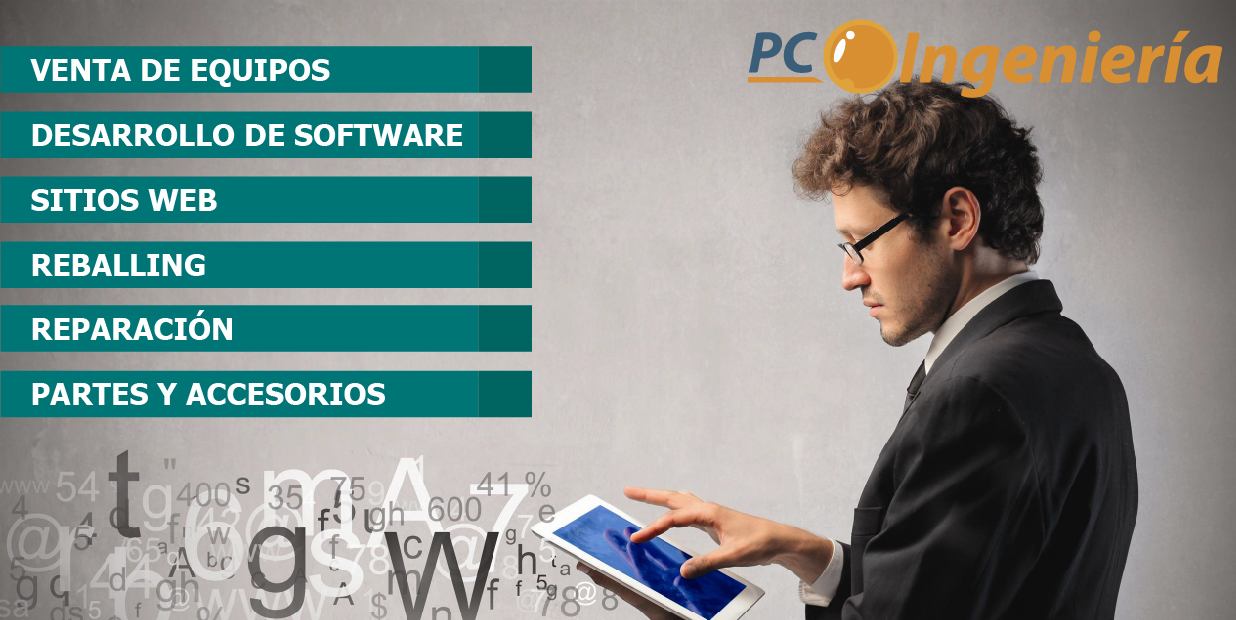 PC Ingeniería
VENTA DE EQUIPOS
DESARROLLO DE SOFTWARE
SITIOS WEB
REBALLING
REPARACIÓN
PARTES Y ACCESORIOS